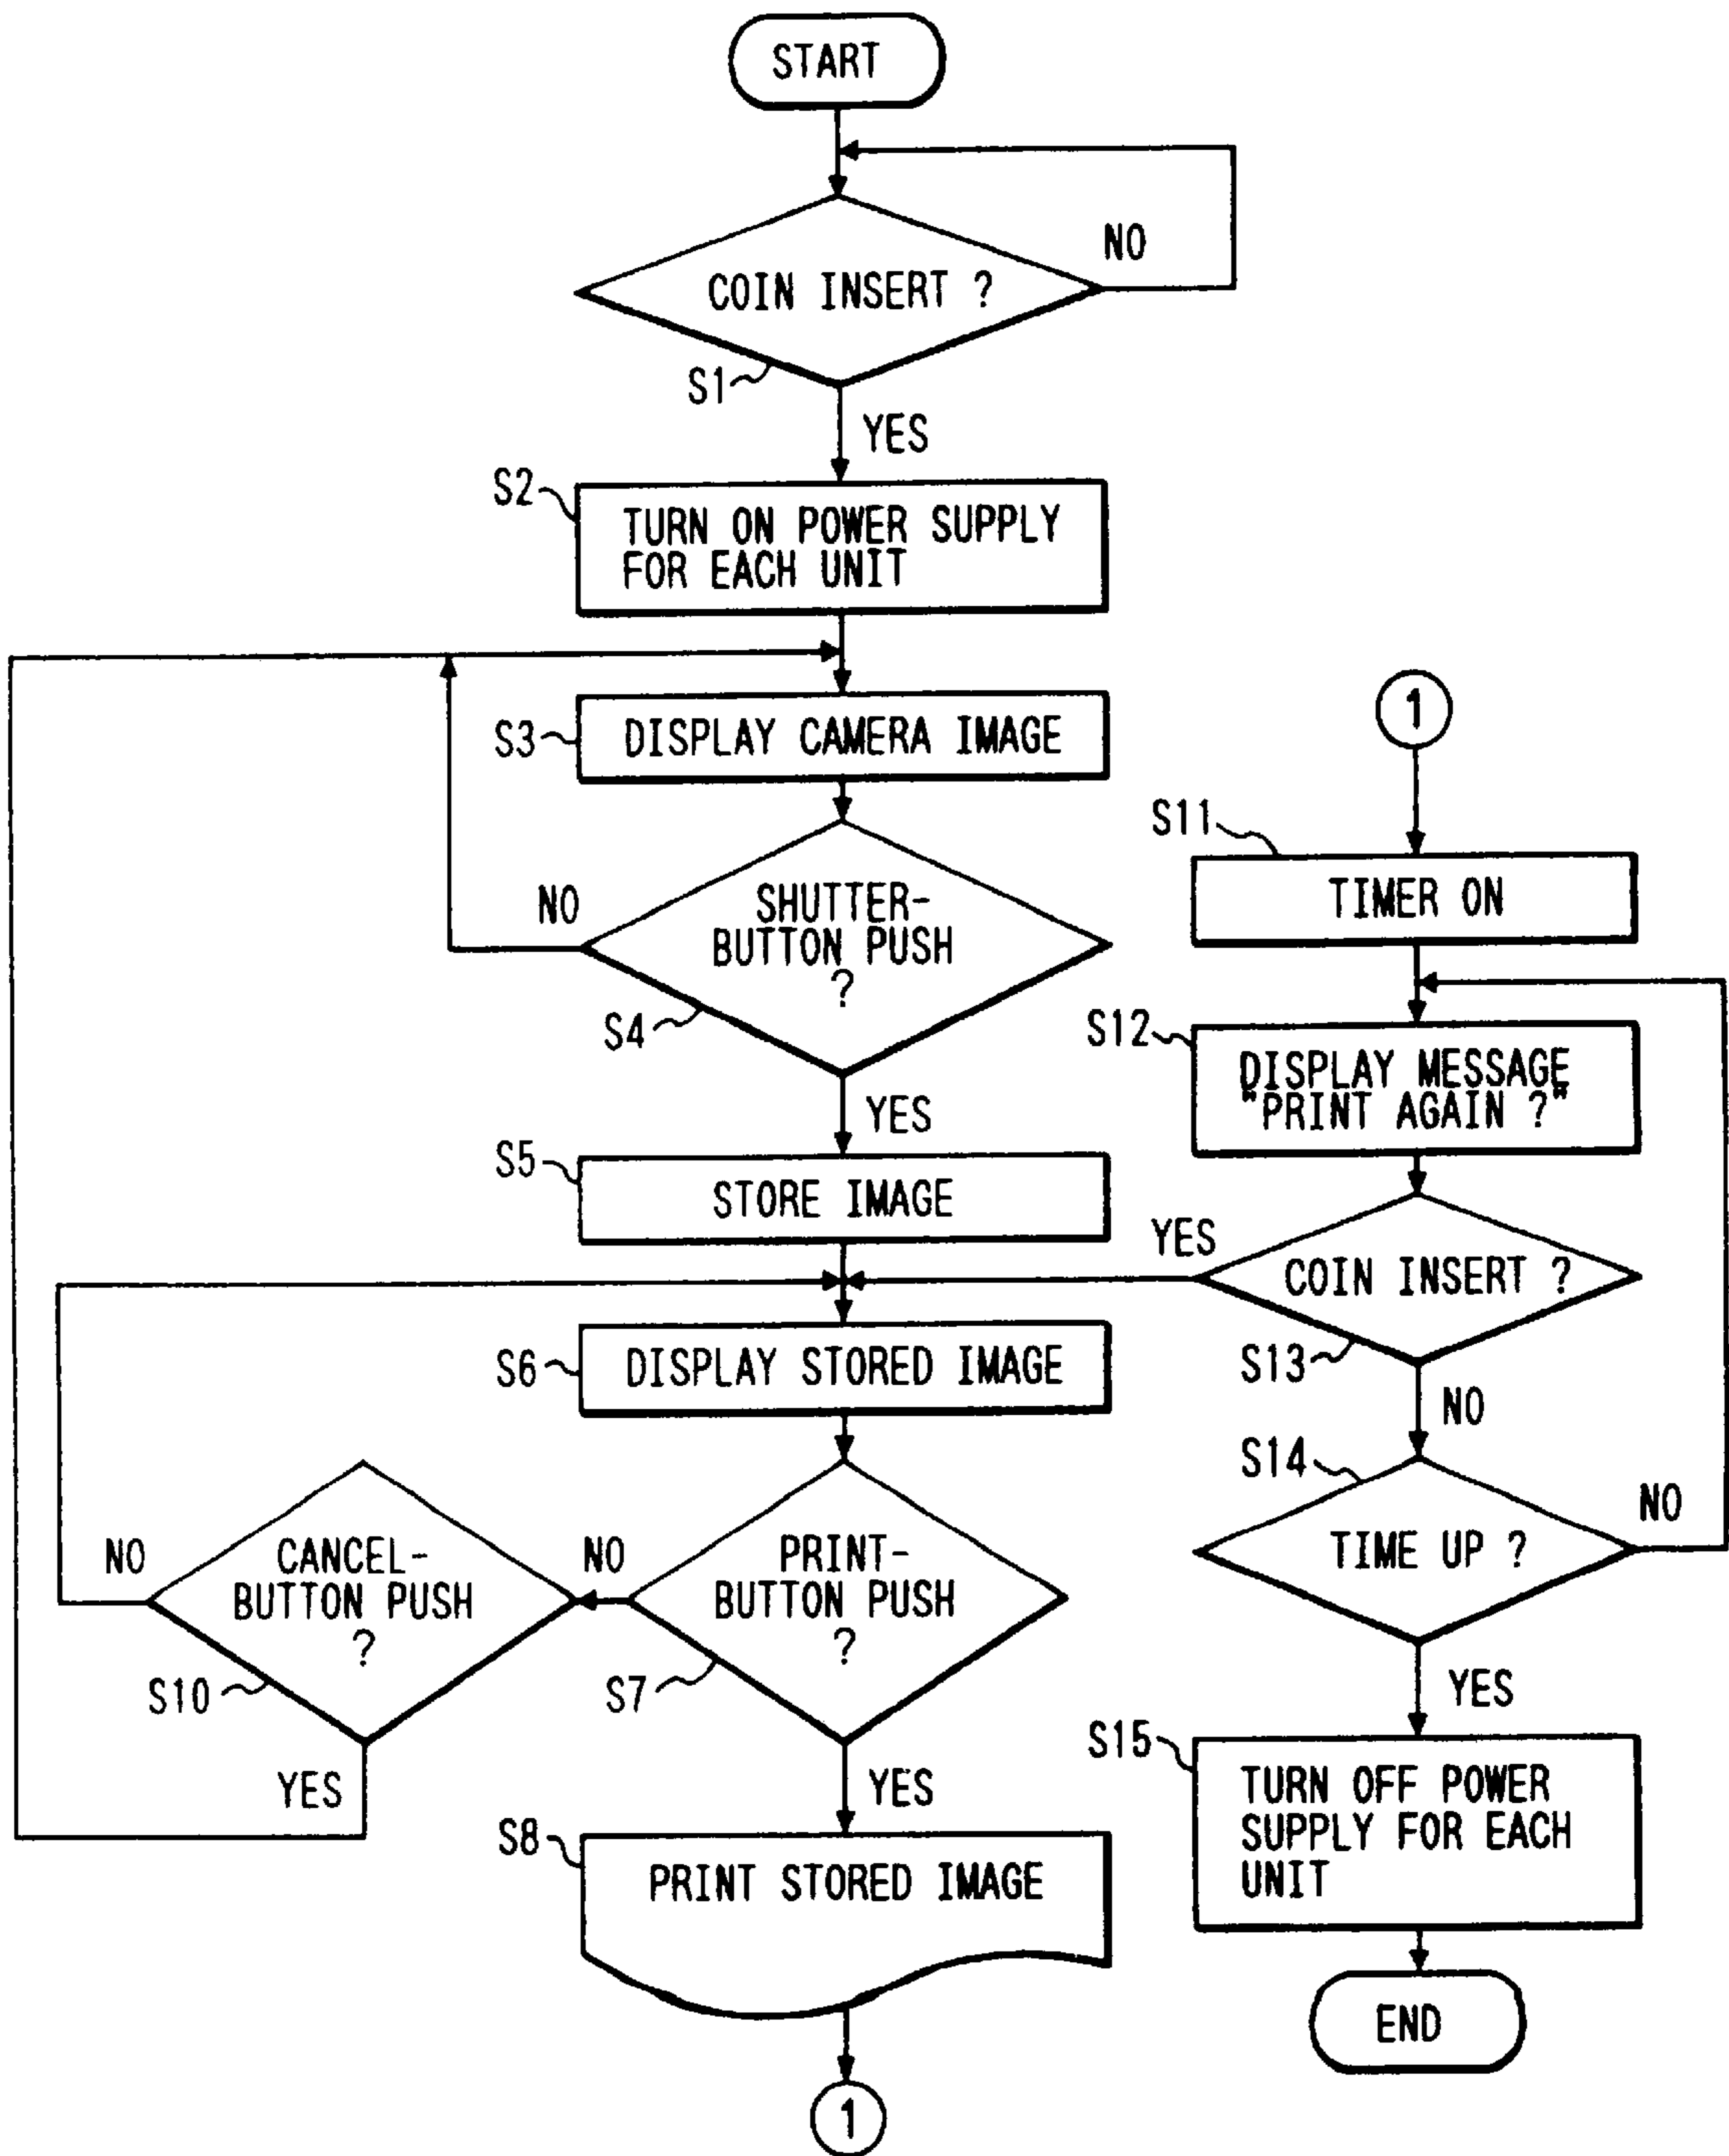 START
COIN INSERT ?
NO
S1
YES
S2
TURN ON POWER SUPPLY
FOR EACH UNIT
S3
DISPLAY CAMERA IMAGE
SHUTTER-
BUTTON PUSH
?
NO
S4
YES
S5
STORE IMAGE
S6
DISPLAY STORED IMAGE
PRINT-
BUTTON PUSH
?
NO
S7
CANCEL-
BUTTON PUSH
?
NO
S10
YES
YES
S8
PRINT STORED IMAGE
1
1
S11
TIMER ON
S12
DISPLAY MESSAGE
"PRINT AGAIN ?"
YES
COIN INSERT ?
S13
NO
S14
TIME UP ?
NO
YES
S15
TURN OFF POWER
SUPPLY FOR EACH
UNIT
END